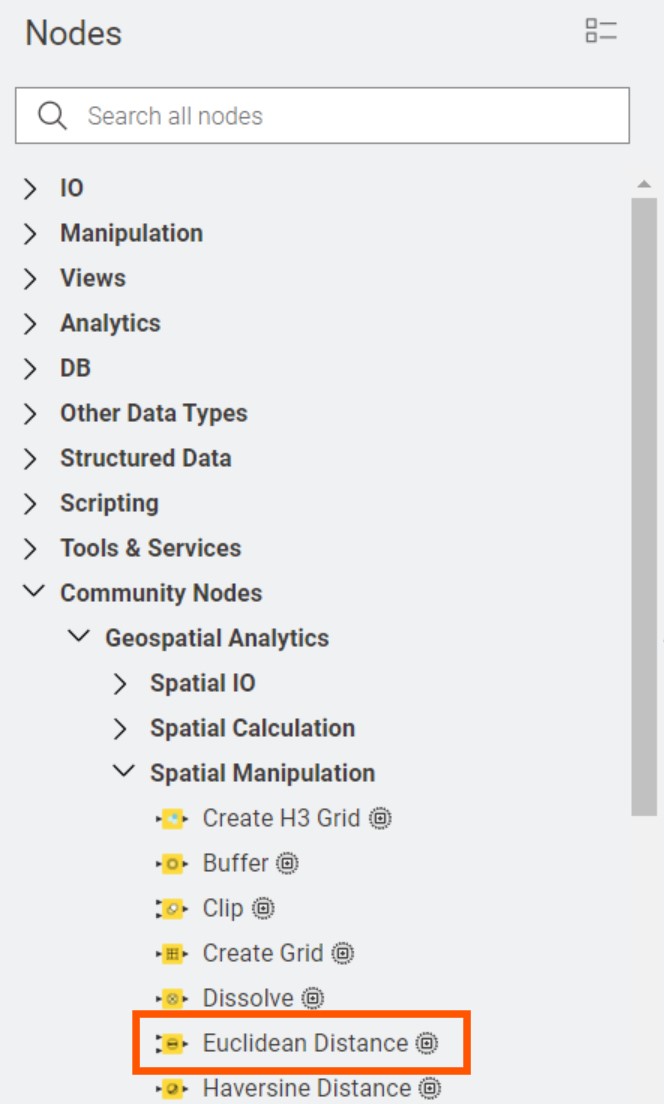 Nodes
Search all nodes
IO
Manipulation
Views
Analytics
DB
Other Data Types
Structured Data
Scripting
Tools & Services
Community Nodes
Geospatial Analytics
Spatial IO
Spatial Calculation
Spatial Manipulation
Create H3 Grid
Buffer
Clip
Create Grid
Dissolve
Euclidean Distance
Haversine Distance